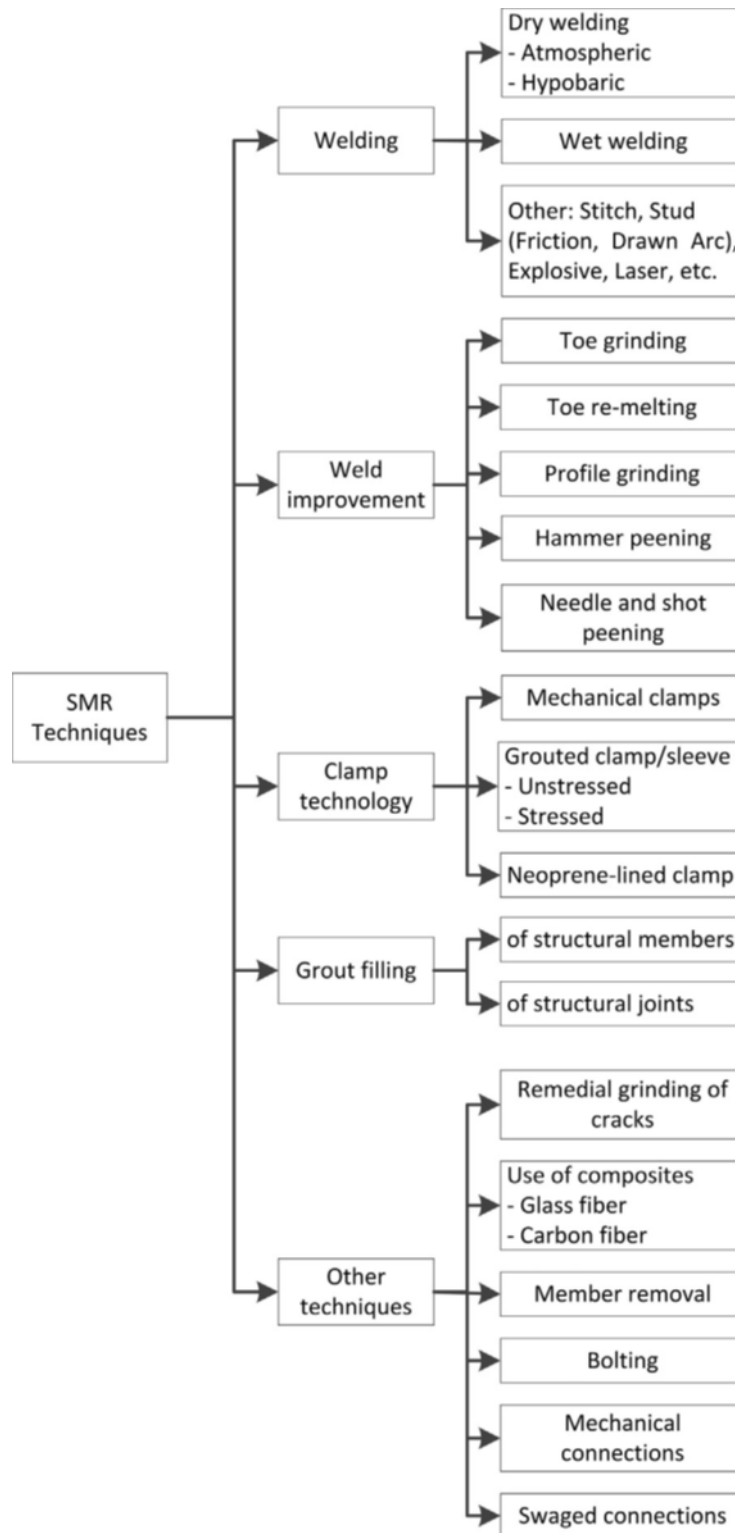 SMR
Techniques
Welding
Dry welding
- Atmospheric
- Hypobaric
Wet welding
Other: Stitch, Stud
(Friction, Drawn Arc),
Explosive, Laser, etc.
Weld
improvement
Toe grinding
Toe re-melting
Profile grinding
Hammer peening
Needle and shot
peening
Clamp
technology
Mechanical clamps
Grouted clamp/sleeve
- Unstressed
- Stressed
Neoprene-lined clamp
Grout filling
of structural members
of structural joints
Other
techniques
Remedial grinding of
cracks
Use of composites
- Glass fiber
- Carbon fiber
Member removal
Bolting
Mechanical
connections
Swaged connections